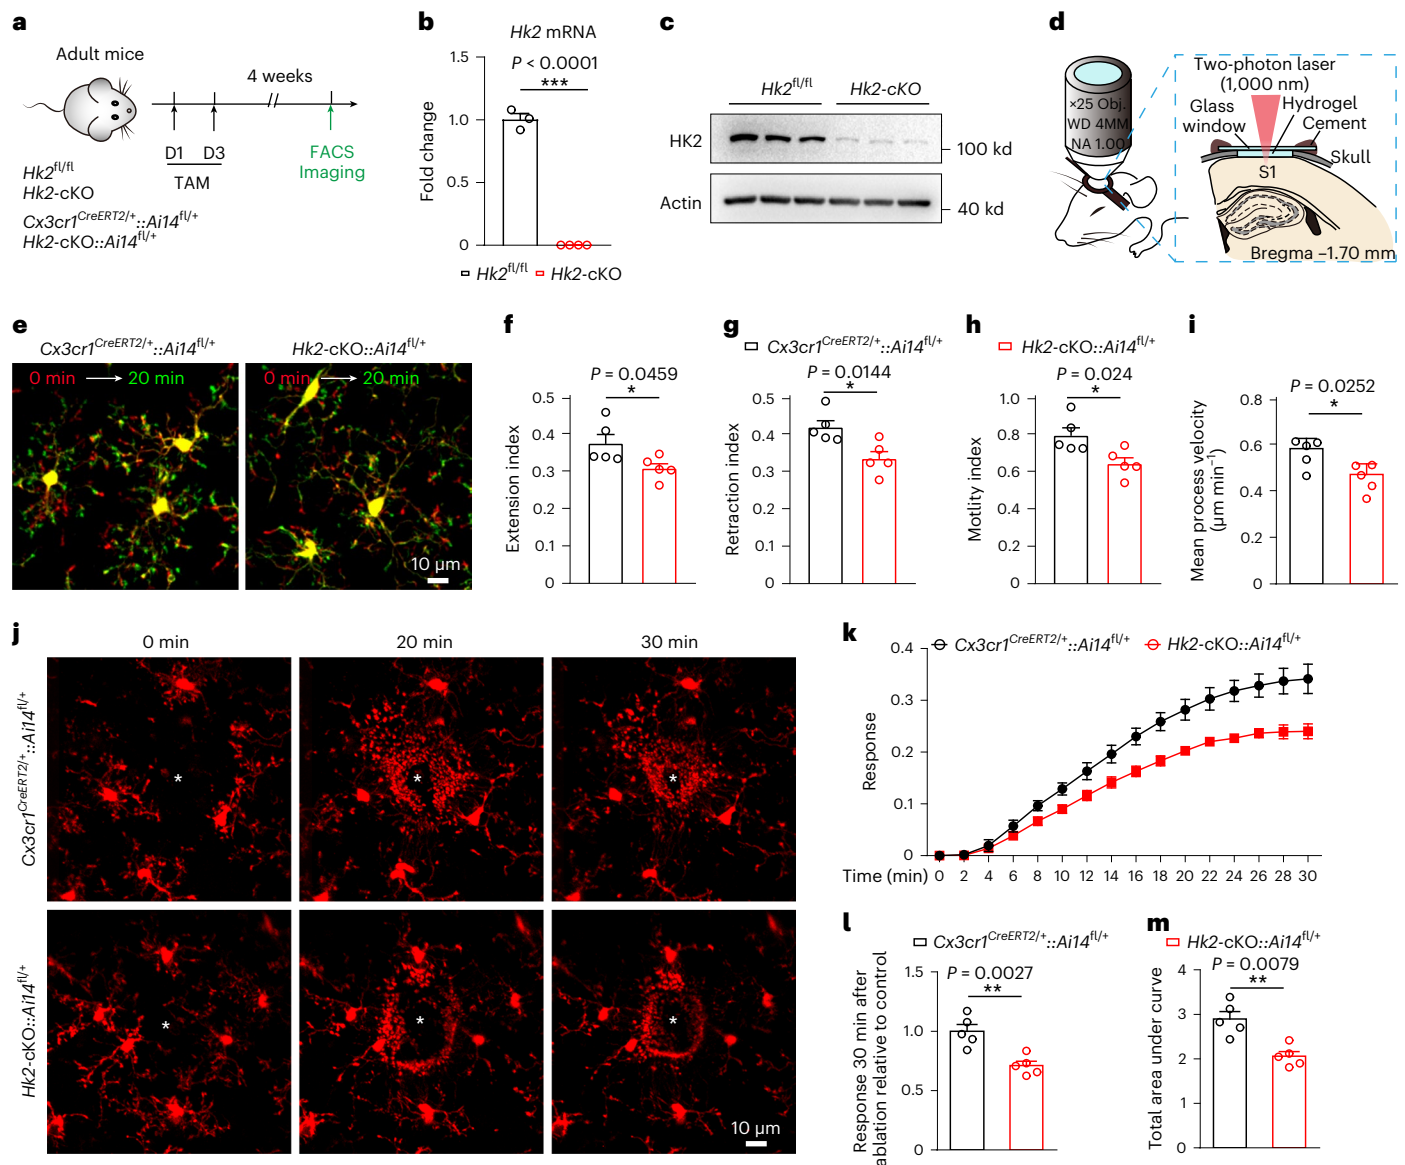 a
Adult mice
4 weeks
D1 D3
TAM
FACS
Imaging
Hk2fl/fl
Hk2-cKO
Cx3cr1CreERT2/+::Ai14fl/+
Hk2-cKO::Ai14fl/+
b
Hk2 mRNA
P < 0.0001
***
Fold change
1.5
1.0
0.5
0
Hk2fl/fl Hk2-cKO
c
Hk2fl/fl Hk2-cKO
HK2
100 kd
Actin
40 kd
d
×25 Obj.
WD 4MM
NA 1.00
Two-photon laser
(1,000 nm)
Glass
window
Hydrogel
Cement
Skull
S1
Bregma –1.70 mm
e
Cx3cr1CreERT2/+::Ai14fl/+
Hk2-cKO::Ai14fl/+
0 min 20 min
0 min 20 min
10 µm
f
P = 0.0459
*
Extension index
0.5
0.4
0.3
0.2
0.1
0
g
Cx3cr1CreERT2/+::Ai14fl/+
P = 0.0144
*
Retraction index
0.5
0.4
0.3
0.2
0.1
0
h
Hk2-cKO::Ai14fl/+
P = 0.024
*
Motlity index
1.0
0.8
0.6
0.4
0.2
0
i
P = 0.0252
*
Mean process velocity
(µm min–1)
0.8
0.6
0.4
0.2
0
j
0 min 20 min 30 min
Cx3cr1CreERT2/+::Ai14fl/+
* * *
Hk2-cKO::Ai14fl/+
* * *
10 µm
k
Cx3cr1CreERT2/+::Ai14fl/+ Hk2-cKO::Ai14fl/+
Response
0.4
0.3
0.2
0.1
0
Time (min) 0 2 4 6 8 10 12 14 16 18 20 22 24 26 28 30
l
Cx3cr1CreERT2/+::Ai14fl/+
P = 0.0027
**
Response 30 min after
ablation relative to control
1.5
1.0
0.5
0
m
Hk2-cKO::Ai14fl/+
P = 0.0079
**
Total area under curve
4
3
2
1
0